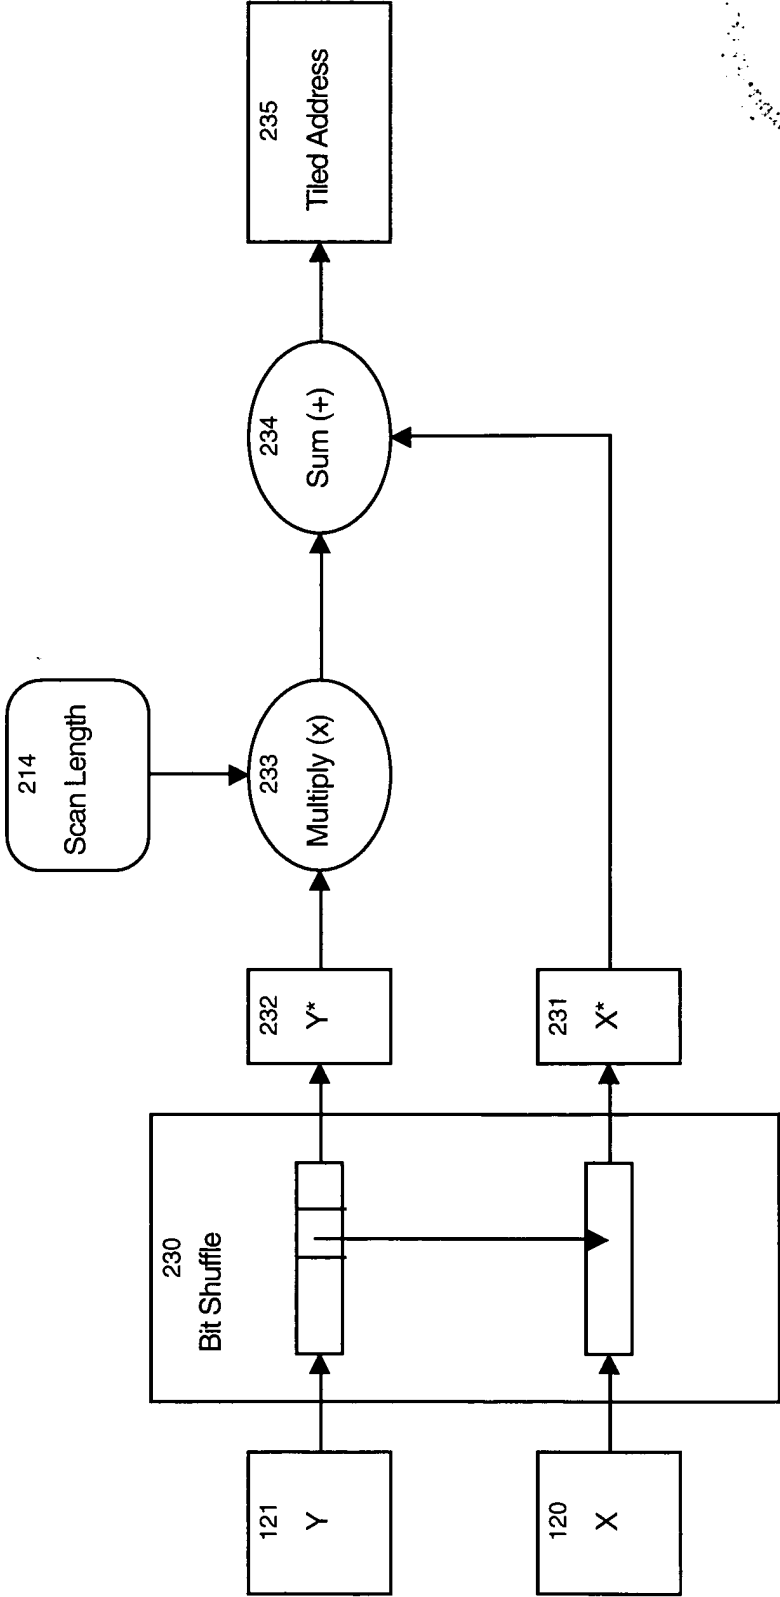 214
Scan Length
121
Y
230
Bit Shuffle
232
Y*
233
Multiply (x)
234
Sum (+)
235
Tiled Address
120
X
231
X*